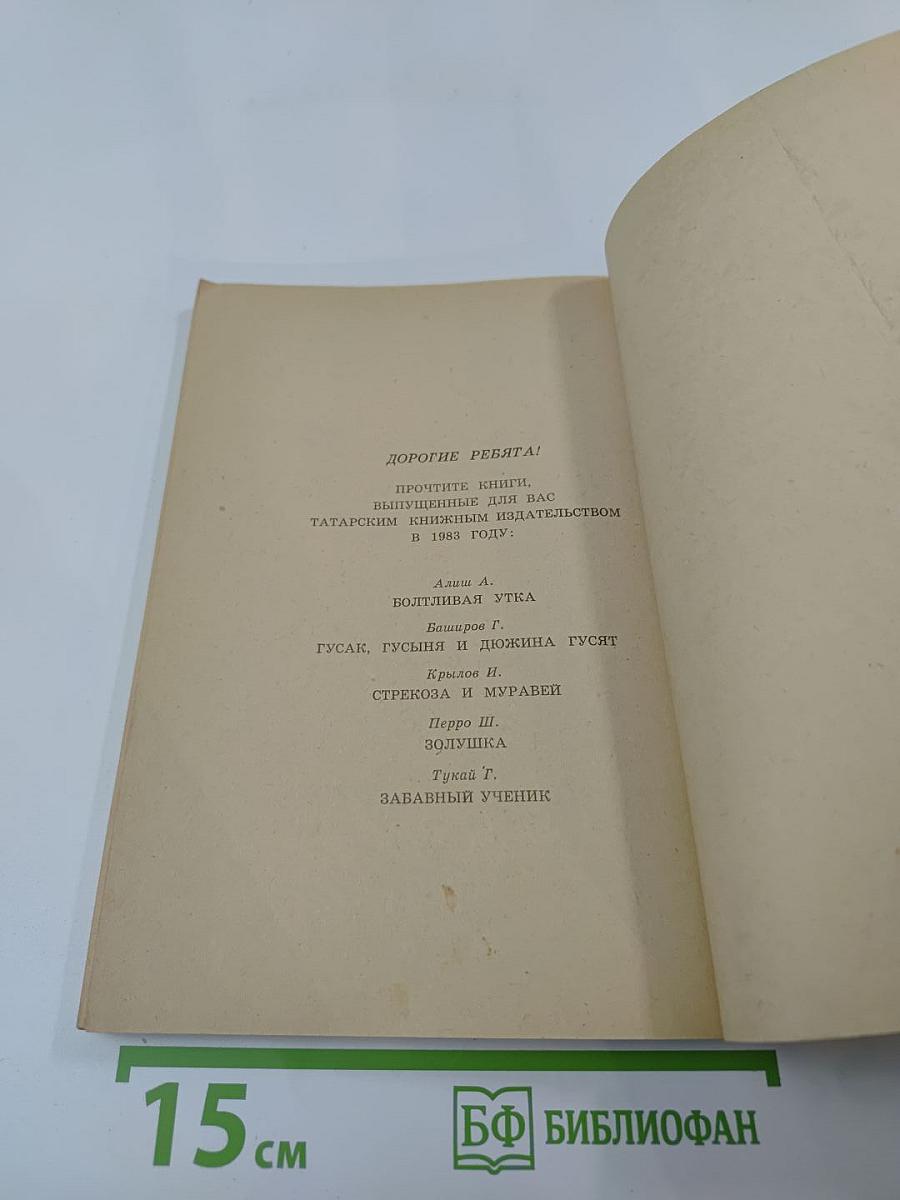 ДОРОГИЕ РЕБЯТА!
ПРОЧТИТЕ КНИГИ,
ВЫПУЩЕННЫЕ ДЛЯ ВАС
ТАТАРСКИМ КНИЖНЫМ ИЗДАТЕЛЬСТВОМ
В 1983 ГОДУ:
Алиш А.
БОЛТЛИВАЯ УТКА
Баширов Г.
ГУСАК, ГУСЫНЯ И ДЮЖИНА ГУСЯТ
Крылов И.
СТРЕКОЗА И МУРАВЕЙ
Перро Ш.
ЗОЛУШКА
Тукай Г.
ЗАБАВНЫЙ УЧЕНИК
15 см
БФ БИБЛИОФАН